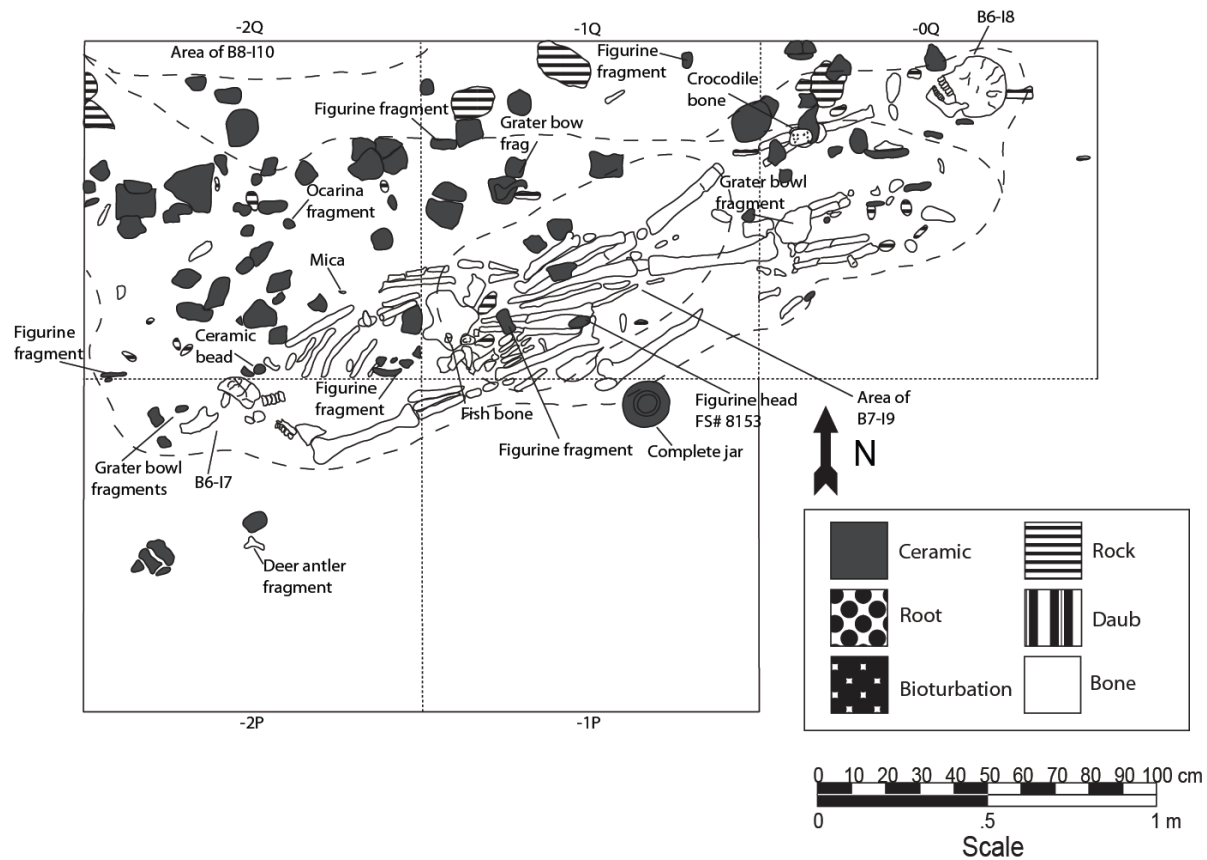 -2Q
-1Q
-0Q
B6-I8
Area of B8-I10
Figurine
fragment
Crocodile
bone
Figurine fragment
Grater bow
frag
Ocarina
fragment
Grater bowl
fragment
Mica
Figurine
fragment
Ceramic
bead
Figurine
fragment
Fish bone
Figurine fragment
Figurine head
FS# 8153
Complete jar
Area of
B7-I9
Grater bowl
fragments
B6-I7
N
Deer antler
fragment
-2P
-1P
Ceramic
Rock
Root
Daub
Bioturbation
Bone
0 10 20 30 40 50 60 70 80 90 100 cm
0 .5 1 m
Scale